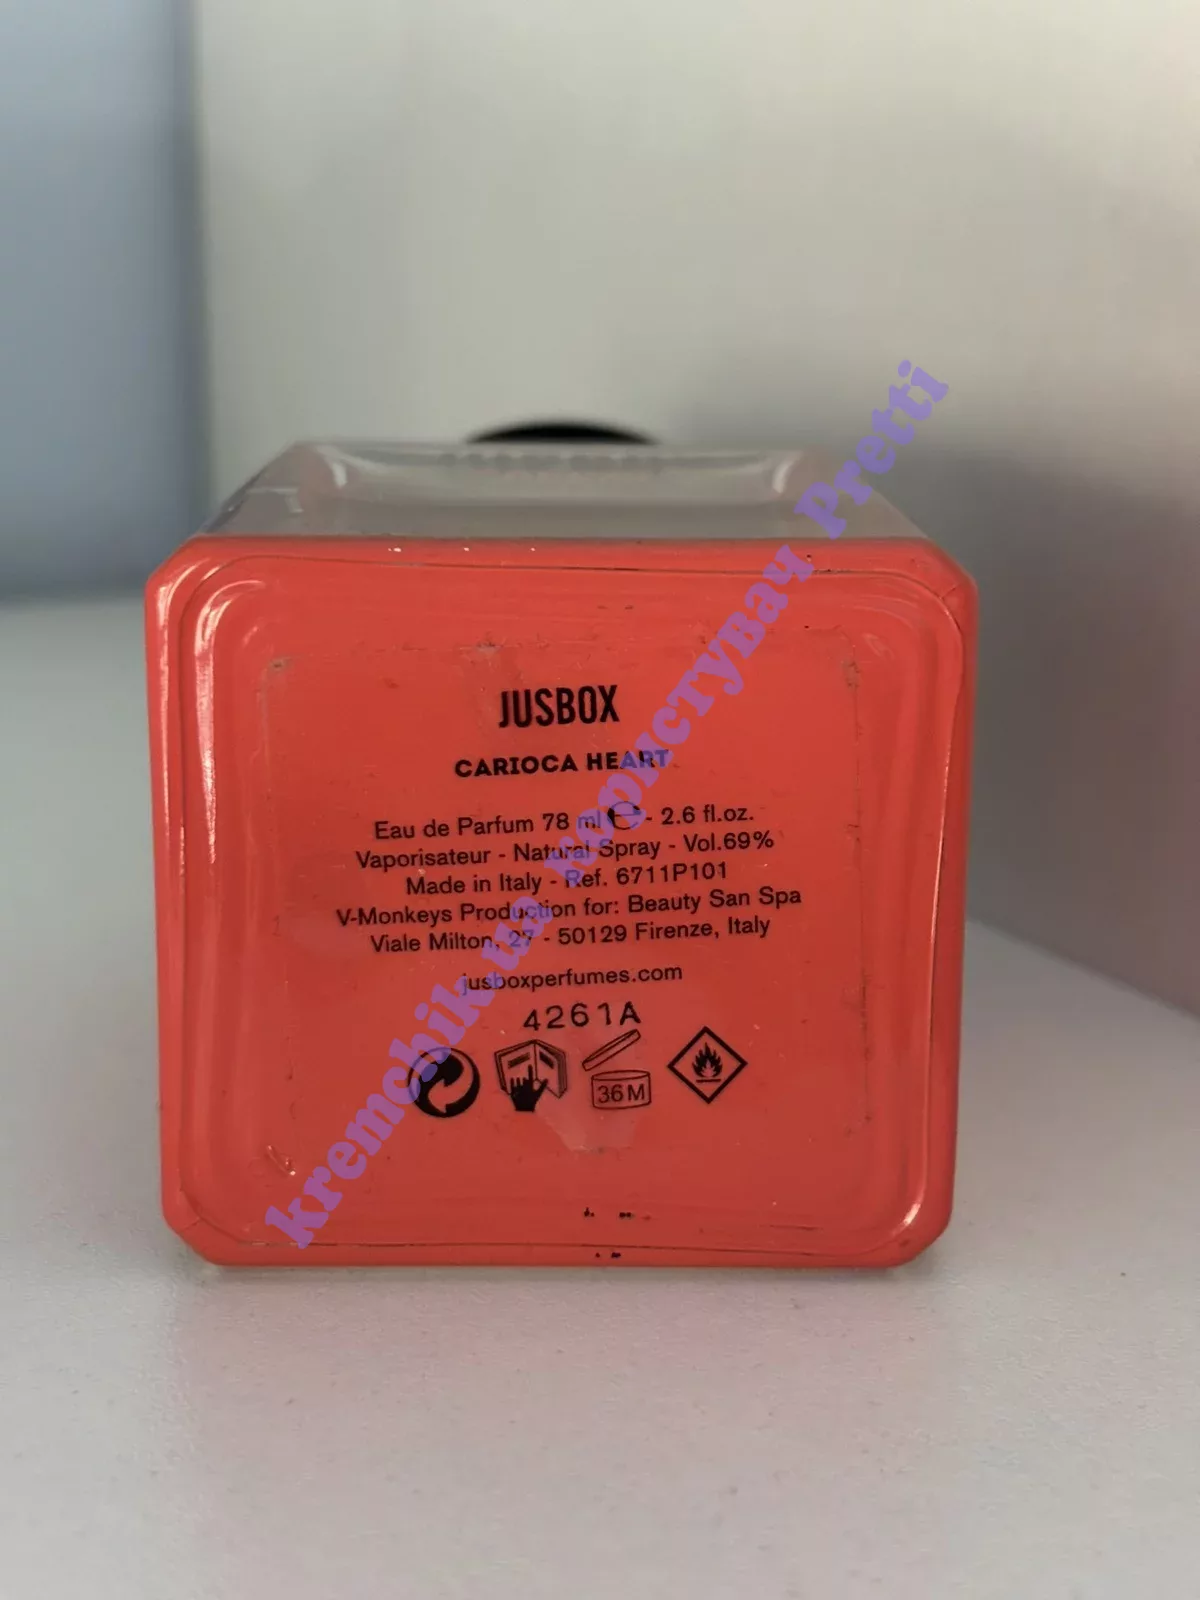 JUSBOX
CARIOCA HEART
Eau de Parfum 78 ml ℮ - 2.6 fl.oz.
Vaporisateur - Natural Spray - Vol.69%
Made in Italy - Ref. 6711P101
V-Monkeys Production for: Beauty San Spa
Viale Milton, 27 - 50129 Firenze, Italy
jusboxperfumes.com
4261A
36M
kremchik.ua користувач Pretti